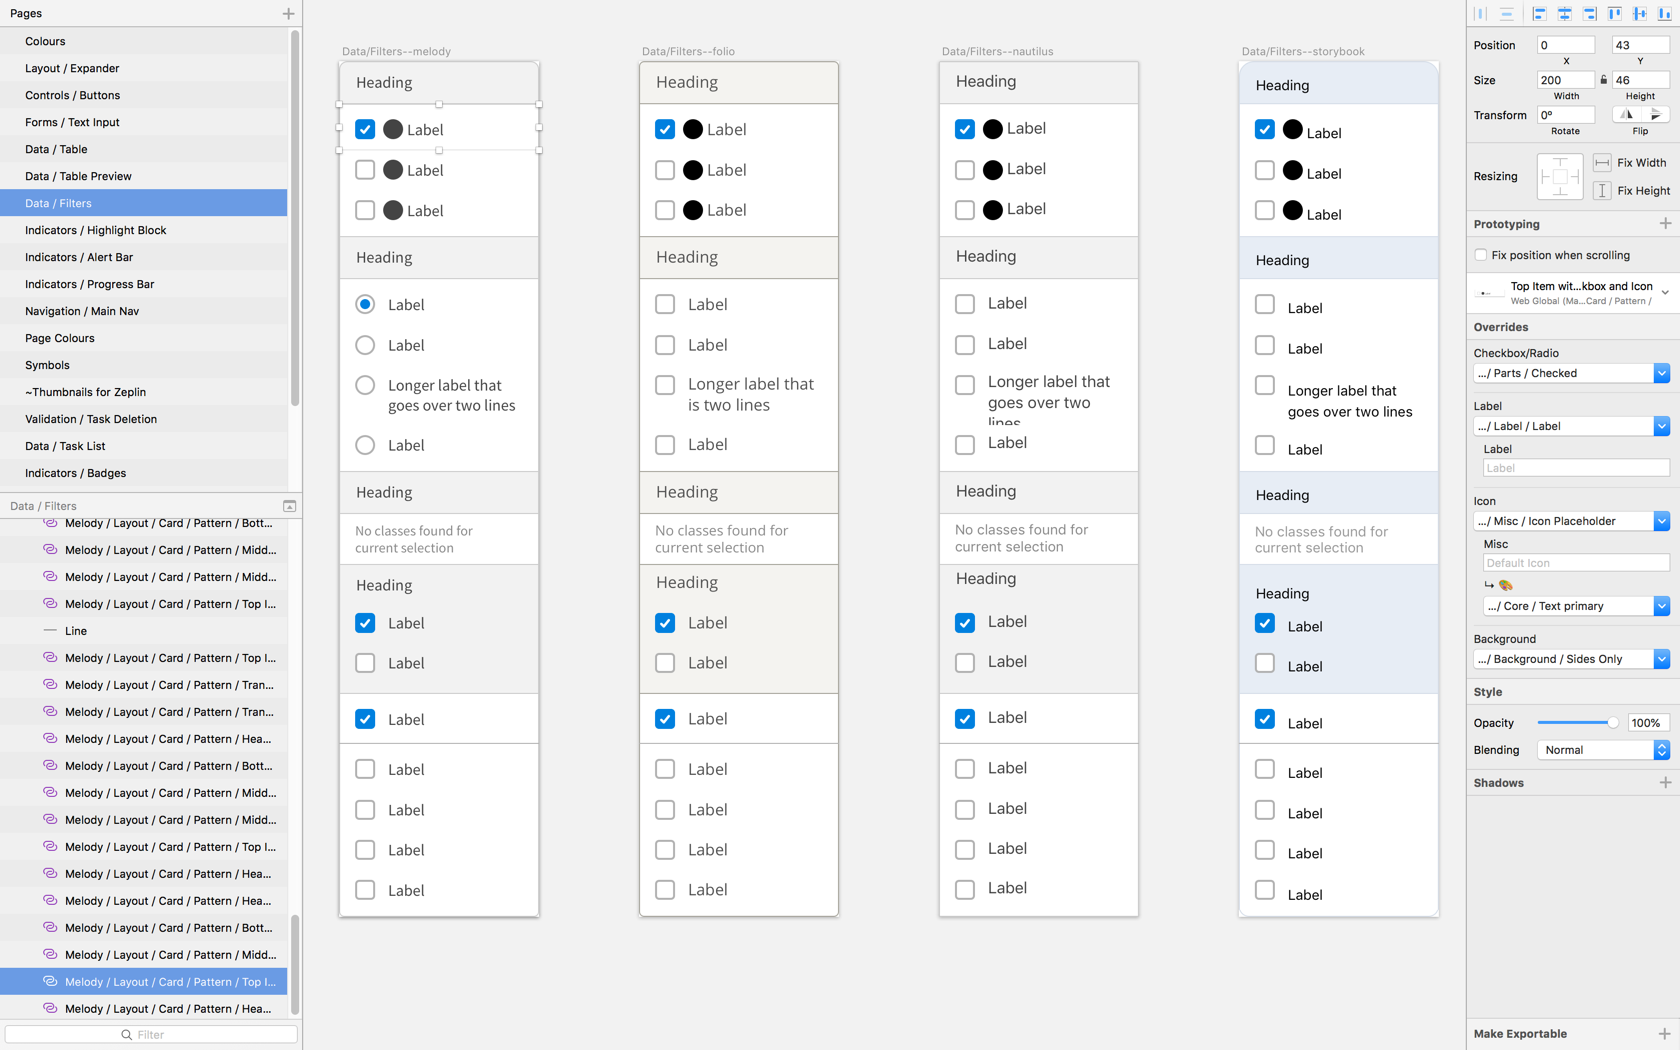 Pages
Colours
Layout / Expander
Controls / Buttons
Forms / Text Input
Data / Table
Data / Table Preview
Data / Filters
Indicators / Highlight Block
Indicators / Alert Bar
Indicators / Progress Bar
Navigation / Main Nav
Page Colours
Symbols
~Thumbnails for Zeplin
Validation / Task Deletion
Data / Task List
Indicators / Badges
Data / Filters
Melody / Layout / Card / Pattern / Bott...
Melody / Layout / Card / Pattern / Midd...
Melody / Layout / Card / Pattern / Midd...
Melody / Layout / Card / Pattern / Top I...
Line
Melody / Layout / Card / Pattern / Top I...
Melody / Layout / Card / Pattern / Tran...
Melody / Layout / Card / Pattern / Tran...
Melody / Layout / Card / Pattern / Hea...
Melody / Layout / Card / Pattern / Bott...
Melody / Layout / Card / Pattern / Midd...
Melody / Layout / Card / Pattern / Midd...
Melody / Layout / Card / Pattern / Top I...
Melody / Layout / Card / Pattern / Hea...
Melody / Layout / Card / Pattern / Hea...
Melody / Layout / Card / Pattern / Bott...
Melody / Layout / Card / Pattern / Midd...
Melody / Layout / Card / Pattern / Top I...
Melody / Layout / Card / Pattern / Hea...
Filter
Data/Filters--melody
Heading
Label
Label
Label
Heading
Label
Label
Longer label that
goes over two lines
Label
Heading
No classes found for
current selection
Heading
Label
Label
Label
Label
Label
Label
Label
Data/Filters--folio
Heading
Label
Label
Label
Heading
Label
Label
Longer label that
is two lines
Label
Heading
No classes found for
current selection
Heading
Label
Label
Label
Label
Label
Label
Label
Data/Filters--nautilus
Heading
Label
Label
Label
Heading
Label
Label
Longer label that
goes over two
lines
Label
Heading
No classes found for
current selection
Heading
Label
Label
Label
Label
Label
Label
Label
Data/Filters--storybook
Heading
Label
Label
Label
Heading
Label
Label
Longer label that
goes over two lines
Label
Heading
No classes found for
current selection
Heading
Label
Label
Label
Label
Label
Label
Label
Position 0 43
X Y
Size 200 46
Width Height
Transform 0°
Rotate Flip
Resizing
Fix Width
Fix Height
Prototyping
Fix position when scrolling
Top Item wit...kbox and Icon
Web Global (Ma...Card / Pattern /
Overrides
Checkbox/Radio
.../ Parts / Checked
Label
.../ Label / Label
Label
Label
Icon
.../ Misc / Icon Placeholder
Misc
Default Icon
.../ Core / Text primary
Background
.../ Background / Sides Only
Style
Opacity 100%
Blending Normal
Shadows
Make Exportable